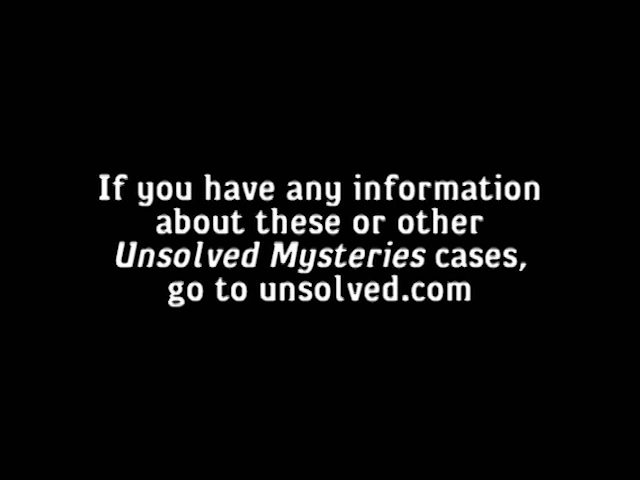 If you have any information
about these or other
Unsolved Mysteries cases,
go to unsolved.com